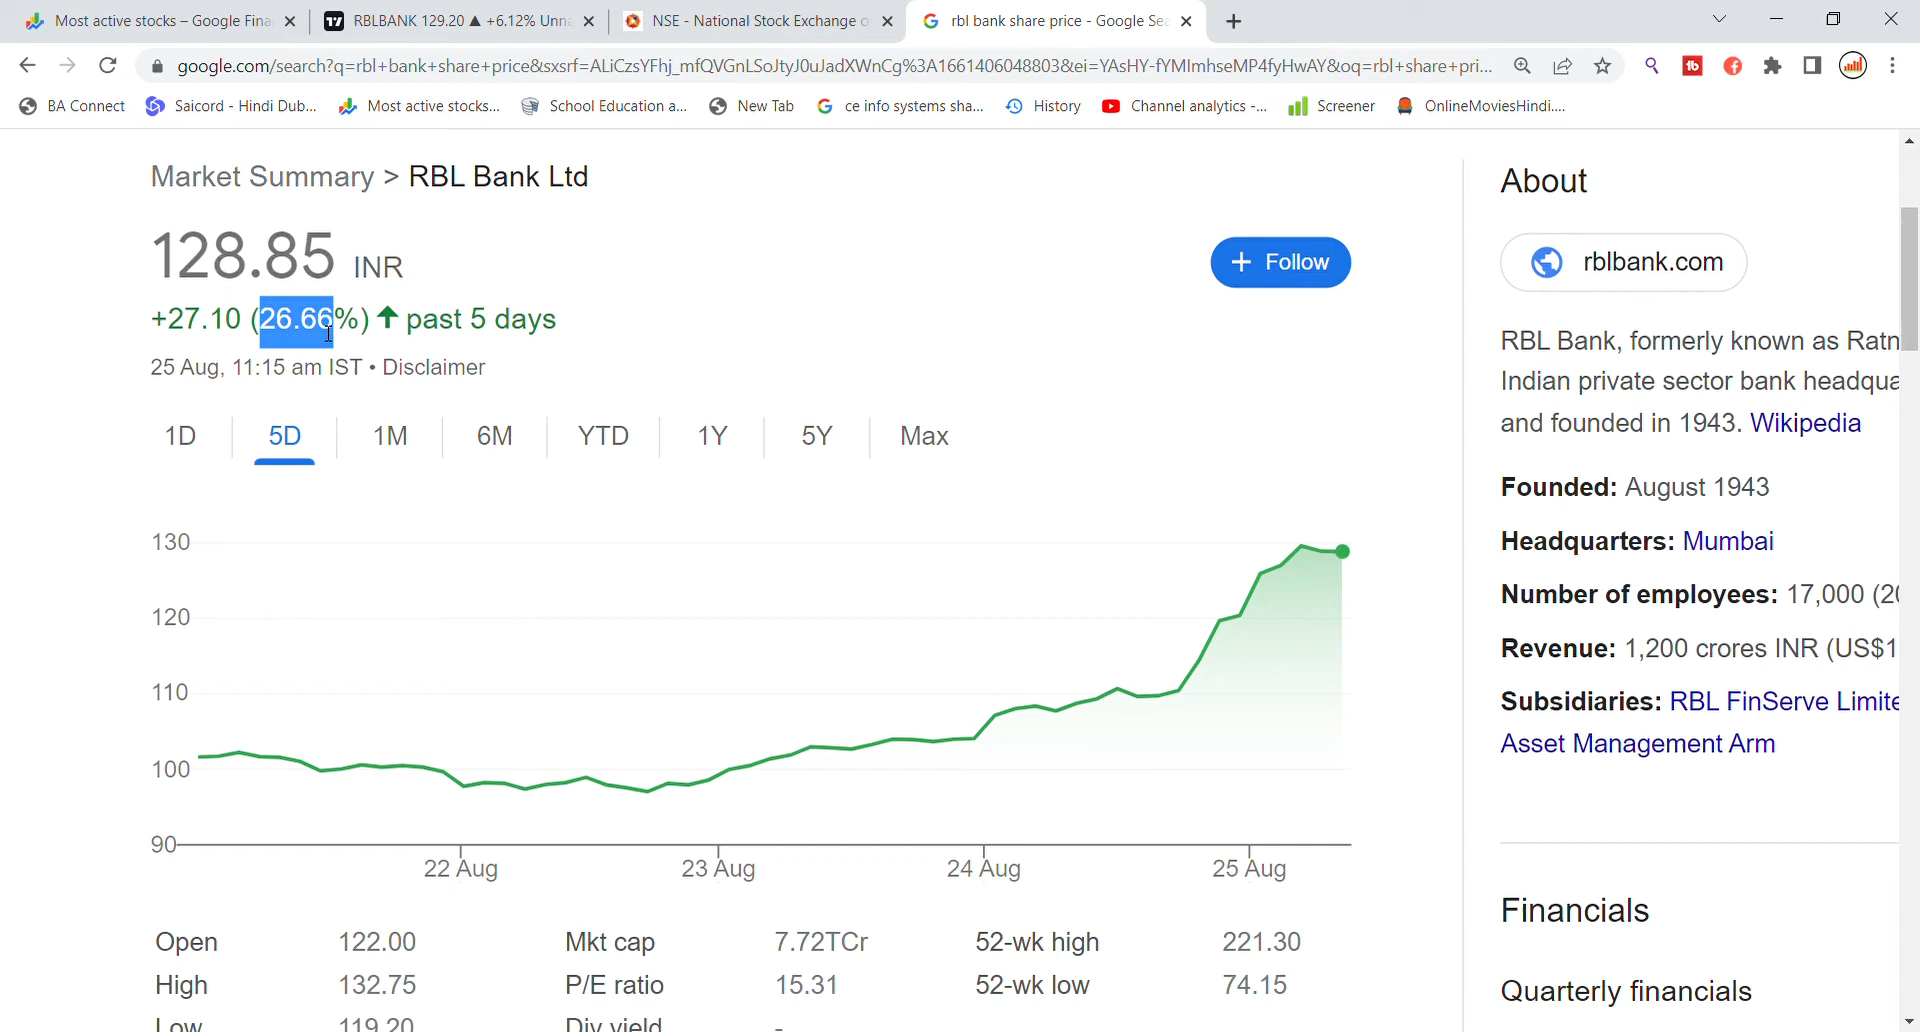 Most active stocks – Google Fina
RBLBANK 129.20 ▲ +6.12% Unna
NSE - National Stock Exchange o
rbl bank share price - Google Sea
google.com/search?q=rbl+bank+share+price&sxsrf=ALiCzsYFhj_mfQVGnLSoJtyJ0uJadXWnCg%3A1661406048803&ei=YAsHY-fYMImhseMP4fyHwAY&oq=rbl+share+pri...
BA Connect
Saicord - Hindi Dub...
Most active stocks...
School Education a...
New Tab
ce info systems sha...
History
Channel analytics -...
Screener
OnlineMoviesHindi....
Market Summary > RBL Bank Ltd
128.85 INR
+ Follow
+27.10 (26.66%) ↑ past 5 days
25 Aug, 11:15 am IST • Disclaimer
1D 5D 1M 6M YTD 1Y 5Y Max
130
120
110
100
90
22 Aug 23 Aug 24 Aug 25 Aug
Open 122.00 Mkt cap 7.72TCr 52-wk high 221.30
High 132.75 P/E ratio 15.31 52-wk low 74.15
Low 119.20 Div yield -
About
rblbank.com
RBL Bank, formerly known as Ratn
Indian private sector bank headqua
and founded in 1943. Wikipedia
Founded: August 1943
Headquarters: Mumbai
Number of employees: 17,000 (20
Revenue: 1,200 crores INR (US$1
Subsidiaries: RBL FinServe Limite
Asset Management Arm
Financials
Quarterly financials